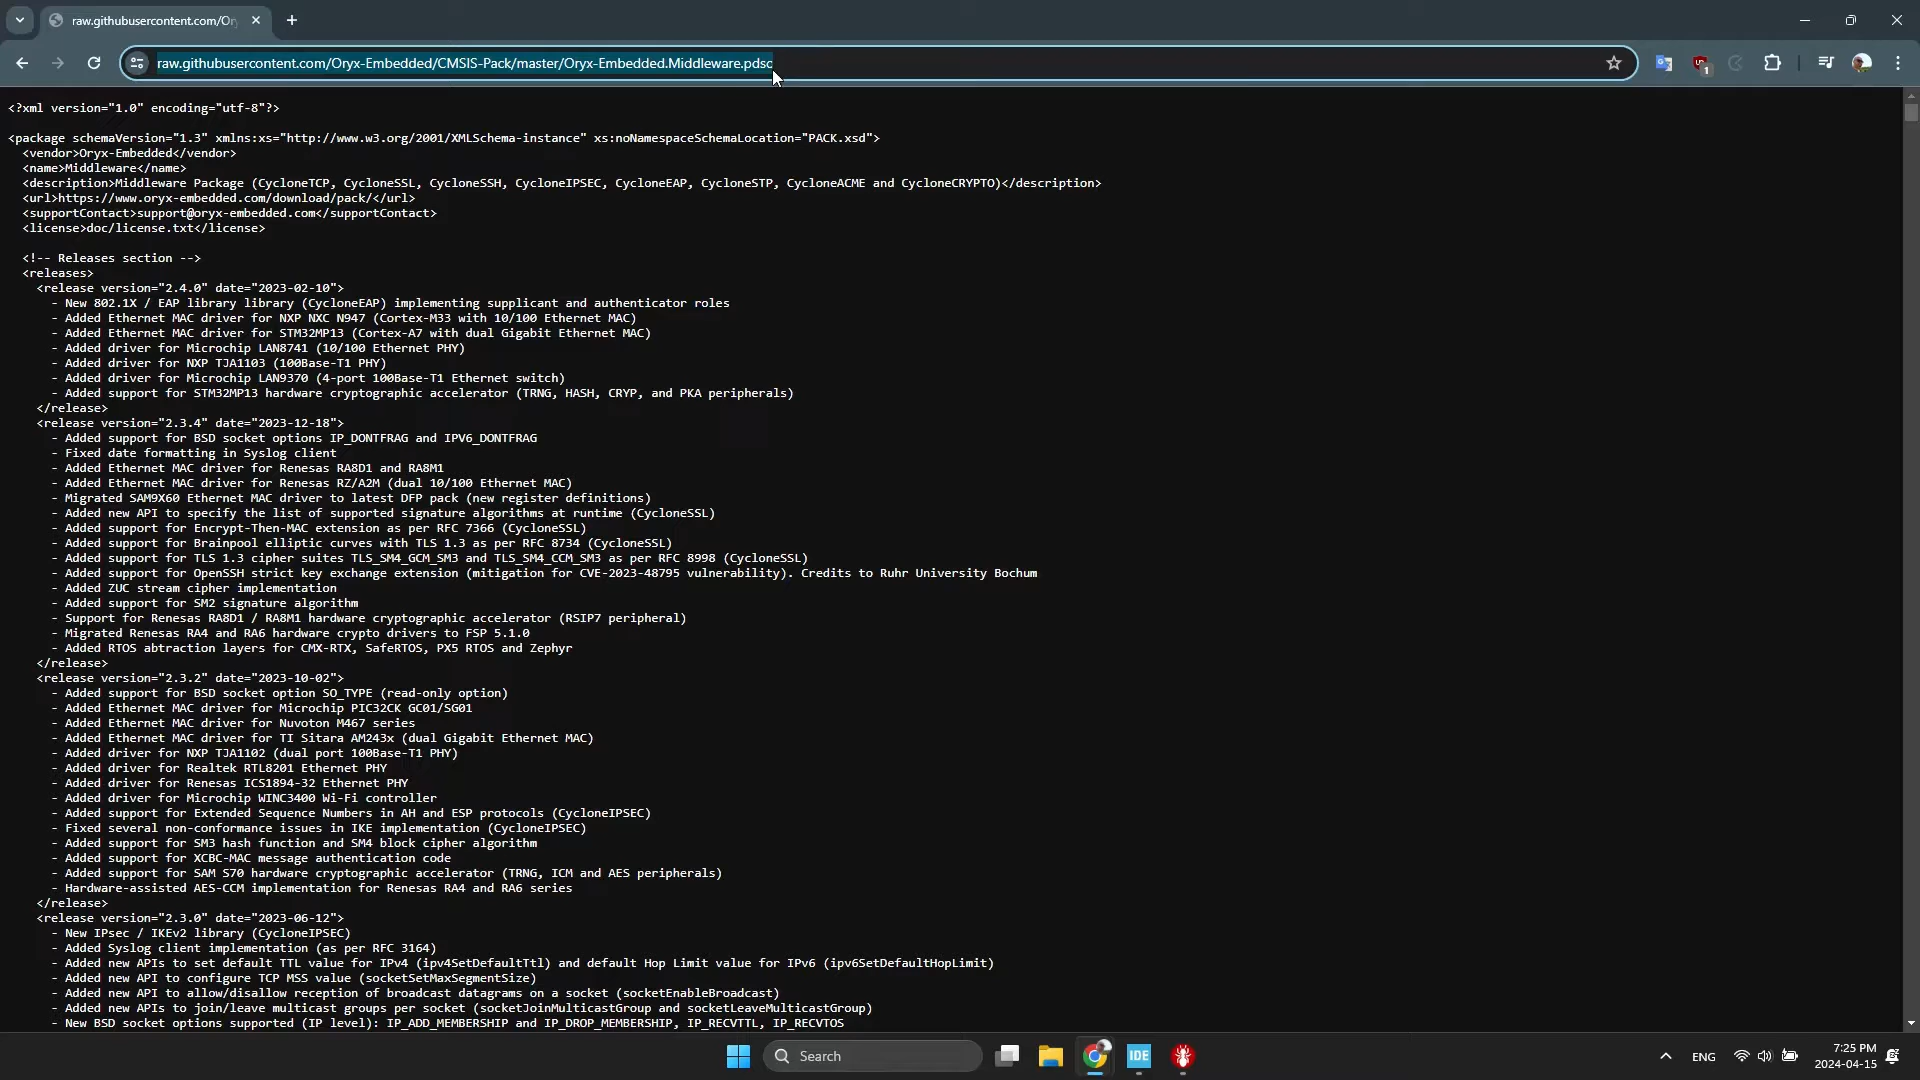 raw.githubusercontent.com/Or
raw.githubusercontent.com/Oryx-Embedded/CMSIS-Pack/master/Oryx-Embedded.Middleware.pdsc
1
<?xml version="1.0" encoding="utf-8"?>
<package schemaVersion="1.3" xmlns:xs="http://www.w3.org/2001/XMLSchema-instance" xs:noNamespaceSchemaLocation="PACK.xsd">
<vendor>Oryx-Embedded</vendor>
<name>Middleware</name>
<description>Middleware Package (CycloneTCP, CycloneSSL, CycloneSSH, CycloneIPSEC, CycloneEAP, CycloneSTP, CycloneACME and CycloneCRYPTO)</description>
<url>https://www.oryx-embedded.com/download/pack/</url>
<supportContact>support@oryx-embedded.com</supportContact>
<license>doc/license.txt</license>
<!-- Releases section -->
<releases>
<release version="2.4.0" date="2023-02-10">
- New 802.1X / EAP library library (CycloneEAP) implementing supplicant and authenticator roles
- Added Ethernet MAC driver for NXP NXC N947 (Cortex-M33 with 10/100 Ethernet MAC)
- Added Ethernet MAC driver for STM32MP13 (Cortex-A7 with dual Gigabit Ethernet MAC)
- Added driver for Microchip LAN8741 (10/100 Ethernet PHY)
- Added driver for NXP TJA1103 (100Base-T1 PHY)
- Added driver for Microchip LAN9370 (4-port 100Base-T1 Ethernet switch)
- Added support for STM32MP13 hardware cryptographic accelerator (TRNG, HASH, CRYP, and PKA peripherals)
</release>
<release version="2.3.4" date="2023-12-18">
- Added support for BSD socket options IP_DONTFRAG and IPV6_DONTFRAG
- Fixed date formatting in Syslog client
- Added Ethernet MAC driver for Renesas RA8D1 and RA8M1
- Added Ethernet MAC driver for Renesas RZ/A2M (dual 10/100 Ethernet MAC)
- Migrated SAM9X60 Ethernet MAC driver to latest DFP pack (new register definitions)
- Added new API to specify the list of supported signature algorithms at runtime (CycloneSSL)
- Added support for Encrypt-Then-MAC extension as per RFC 7366 (CycloneSSL)
- Added support for Brainpool elliptic curves with TLS 1.3 as per RFC 8734 (CycloneSSL)
- Added support for TLS 1.3 cipher suites TLS_SM4_GCM_SM3 and TLS_SM4_CCM_SM3 as per RFC 8998 (CycloneSSL)
- Added support for OpenSSH strict key exchange extension (mitigation for CVE-2023-48795 vulnerability). Credits to Ruhr University Bochum
- Added ZUC stream cipher implementation
- Added support for SM2 signature algorithm
- Support for Renesas RA8D1 / RA8M1 hardware cryptographic accelerator (RSIP7 peripheral)
- Migrated Renesas RA4 and RA6 hardware crypto drivers to FSP 5.1.0
- Added RTOS abtraction layers for CMX-RTX, SafeRTOS, PX5 RTOS and Zephyr
</release>
<release version="2.3.2" date="2023-10-02">
- Added support for BSD socket option SO_TYPE (read-only option)
- Added Ethernet MAC driver for Microchip PIC32CK GC01/SG01
- Added Ethernet MAC driver for Nuvoton M467 series
- Added Ethernet MAC driver for TI Sitara AM243x (dual Gigabit Ethernet MAC)
- Added driver for NXP TJA1102 (dual port 100Base-T1 PHY)
- Added driver for Realtek RTL8201 Ethernet PHY
- Added driver for Renesas ICS1894-32 Ethernet PHY
- Added driver for Microchip WINC3400 Wi-Fi controller
- Added support for Extended Sequence Numbers in AH and ESP protocols (CycloneIPSEC)
- Fixed several non-conformance issues in IKE implementation (CycloneIPSEC)
- Added support for SM3 hash function and SM4 block cipher algorithm
- Added support for XCBC-MAC message authentication code
- Added support for SAM S70 hardware cryptographic accelerator (TRNG, ICM and AES peripherals)
- Hardware-assisted AES-CCM implementation for Renesas RA4 and RA6 series
</release>
<release version="2.3.0" date="2023-06-12">
- New IPsec / IKEv2 library (CycloneIPSEC)
- Added Syslog client implementation (as per RFC 3164)
- Added new APIs to set default TTL value for IPv4 (ipv4SetDefaultTtl) and default Hop Limit value for IPv6 (ipv6SetDefaultHopLimit)
- Added new API to configure TCP MSS value (socketSetMaxSegmentSize)
- Added new API to allow/disallow reception of broadcast datagrams on a socket (socketEnableBroadcast)
- Added new APIs to join/leave multicast groups per socket (socketJoinMulticastGroup and socketLeaveMulticastGroup)
- New BSD socket options supported (IP level): IP_ADD_MEMBERSHIP and IP_DROP_MEMBERSHIP, IP_RECVTTL, IP_RECVTOS
Search
IDE
ENG
7:25 PM
2024-04-15